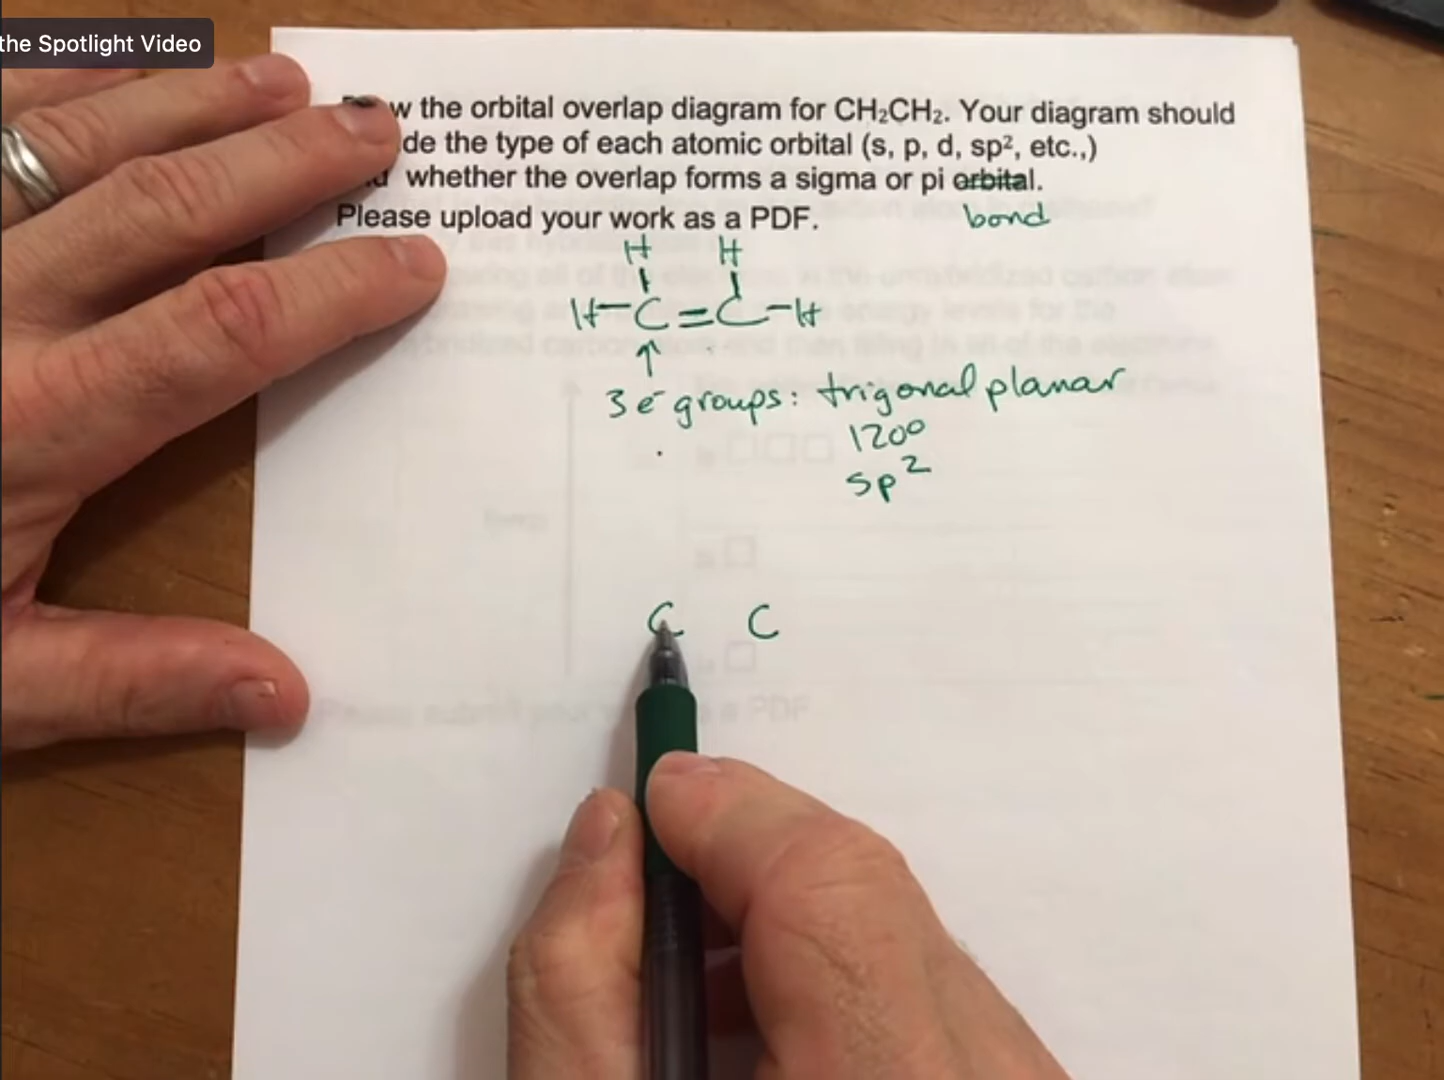 the Spotlight Video
the orbital overlap diagram for CH₂CH₂. Your diagram should
the type of each atomic orbital (s, p, d, sp², etc.,)
whether the overlap forms a sigma or pi orbital.
Please upload your work as a PDF. bond
H H
H-C=C-H
↑
3 e⁻ groups: trigonal planar
120°
sp²
C C